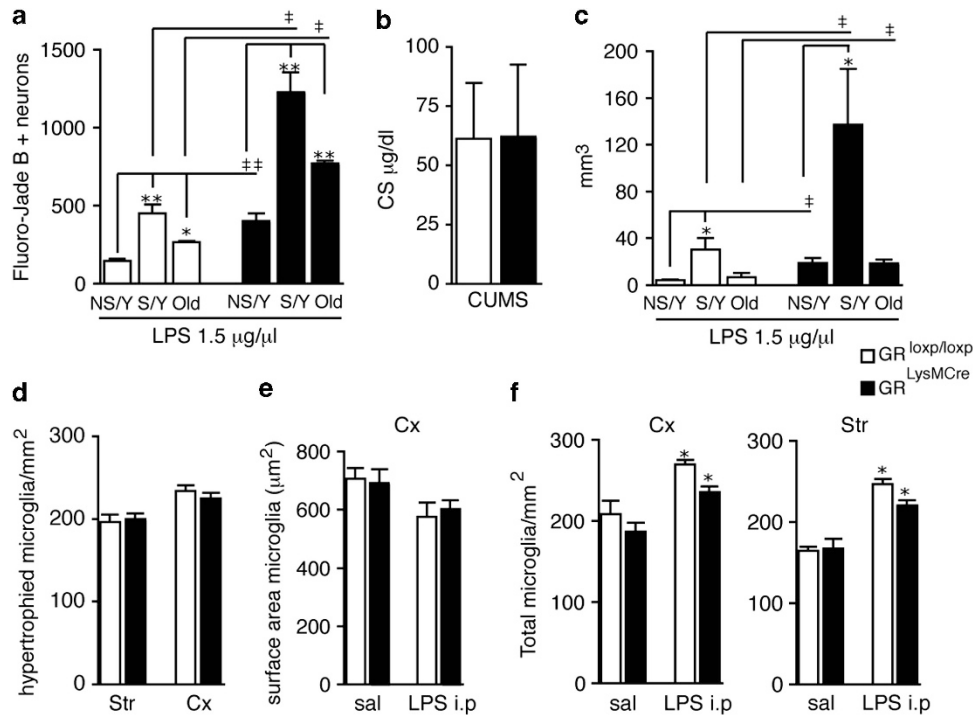 a
Fluoro-Jade B + neurons
1500
1000
500
0
‡
‡
**
**
‡‡
**
*
NS/Y S/Y Old NS/Y S/Y Old
LPS 1.5 µg/µl
b
CS µg/dl
100
75
50
25
0
CUMS
c
mm³
200
160
120
80
40
0
‡
‡
*
‡
*
NS/Y S/Y Old NS/Y S/Y Old
LPS 1.5 µg/µl
GR loxp/loxp
GR LysMCre
d
hypertrophied microglia/mm²
300
200
200
0
Str Cx
e
Cx
surface area microglia (µm²)
800
600
400
200
0
sal LPS i.p
f
Cx
Total microglia/mm²
300
200
100
0
* *
sal LPS i.p
Str
300
200
100
0
* *
sal LPS i.p